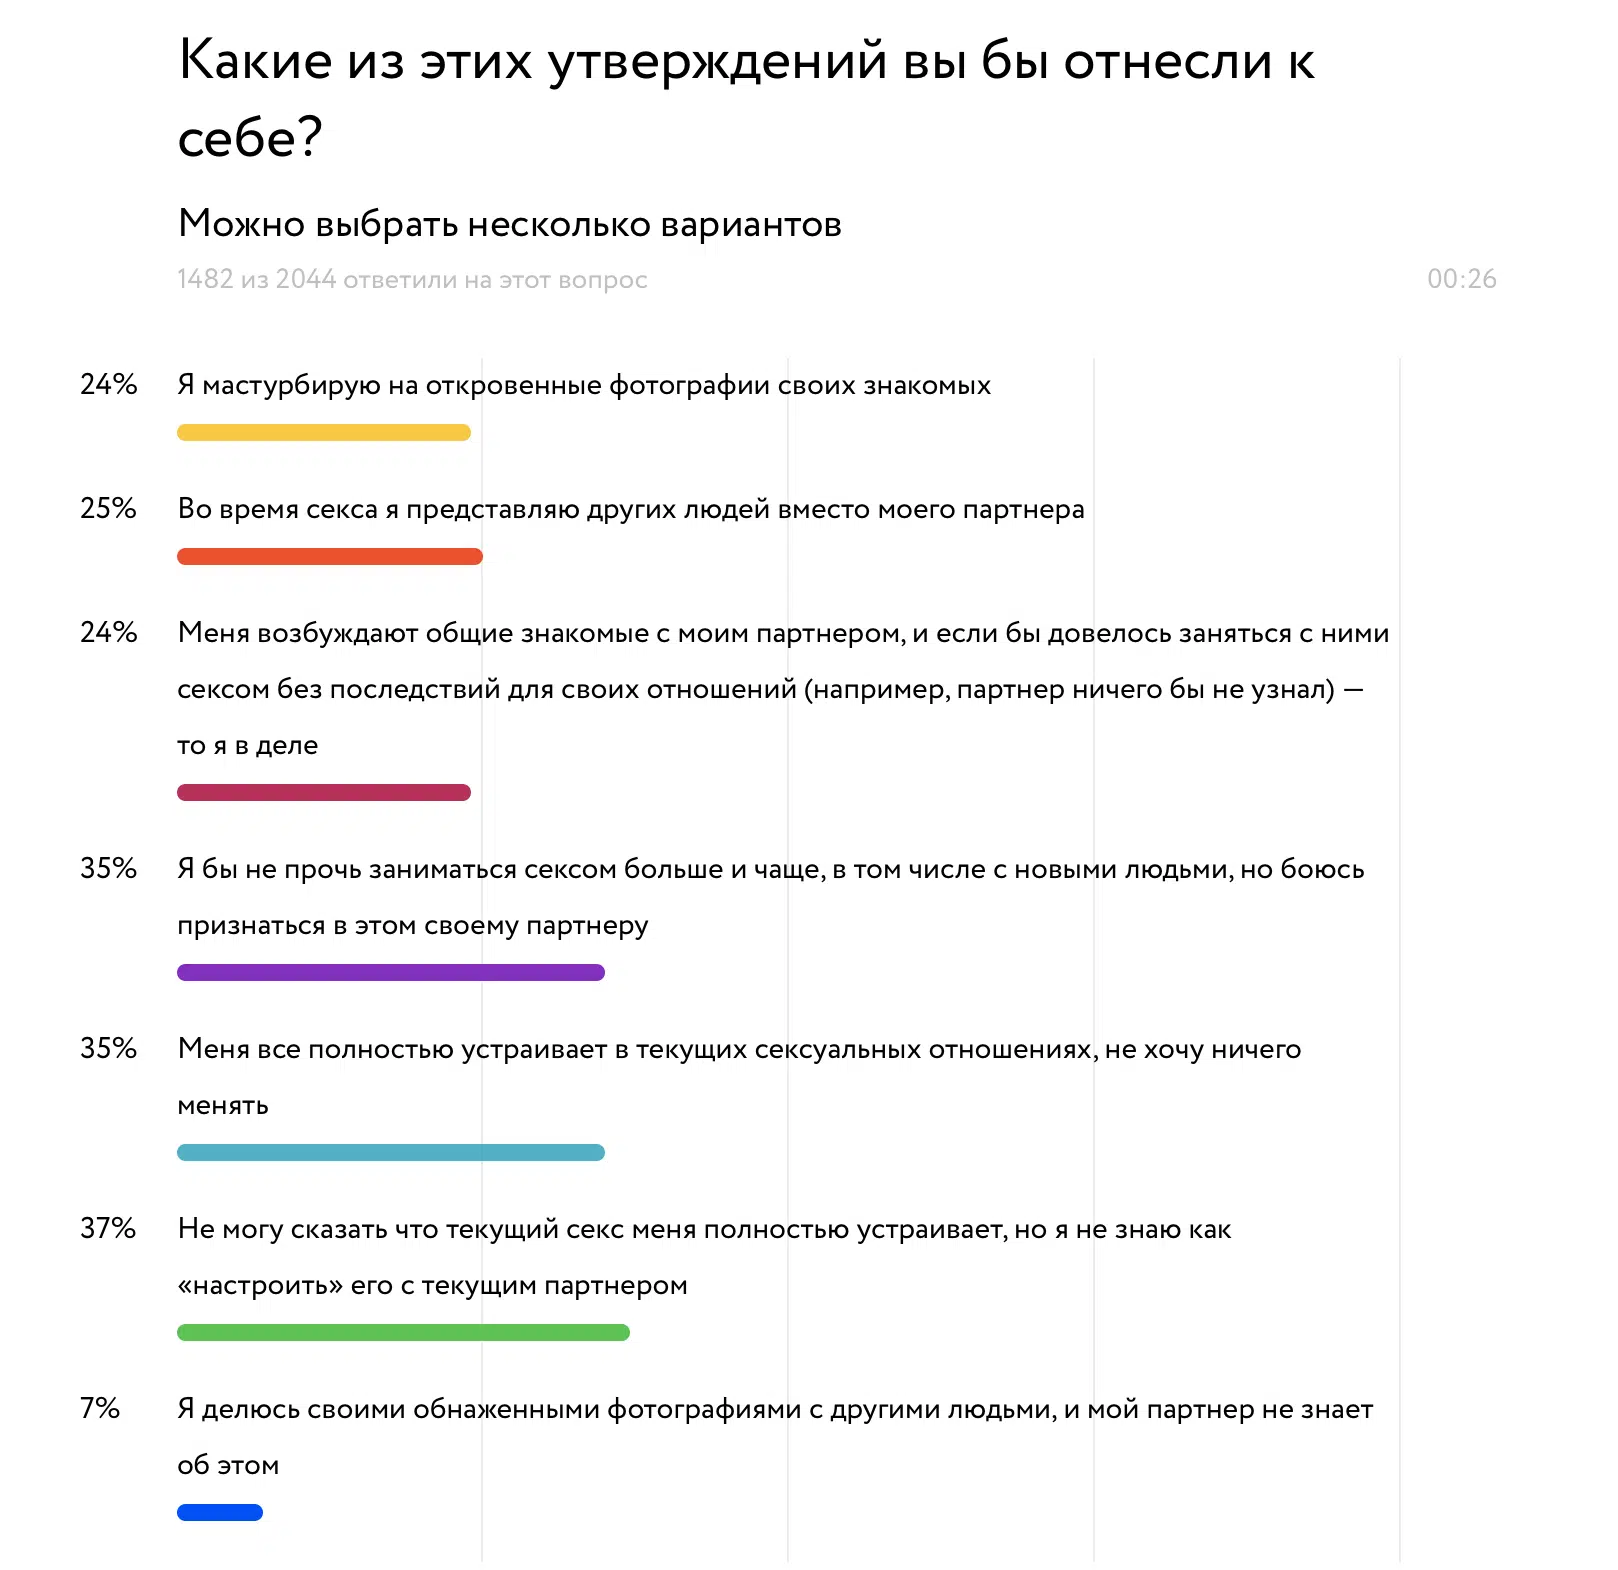 Какие из этих утверждений вы бы отнесли к
себе?
Можно выбрать несколько вариантов
1482 из 2044 ответили на этот вопрос 00:26
24% Я мастурбирую на откровенные фотографии своих знакомых
25% Во время секса я представляю других людей вместо моего партнера
24% Меня возбуждают общие знакомые с моим партнером, и если бы довелось заняться с ними
сексом без последствий для своих отношений (например, партнер ничего бы не узнал) —
то я в деле
35% Я бы не прочь заниматься сексом больше и чаще, в том числе с новыми людьми, но боюсь
признаться в этом своему партнеру
35% Меня все полностью устраивает в текущих сексуальных отношениях, не хочу ничего
менять
37% Не могу сказать что текущий секс меня полностью устраивает, но я не знаю как
«настроить» его с текущим партнером
7% Я делюсь своими обнаженными фотографиями с другими людьми, и мой партнер не знает
об этом